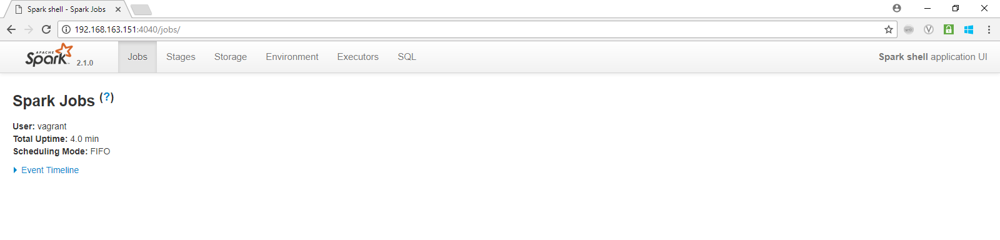 Spark shell - Spark Jobs
192.168.163.151:4040/jobs/
APACHE
Spark 2.1.0 Jobs Stages Storage Environment Executors SQL Spark shell application UI
Spark Jobs (?)
User: vagrant
Total Uptime: 4.0 min
Scheduling Mode: FIFO
Event Timeline